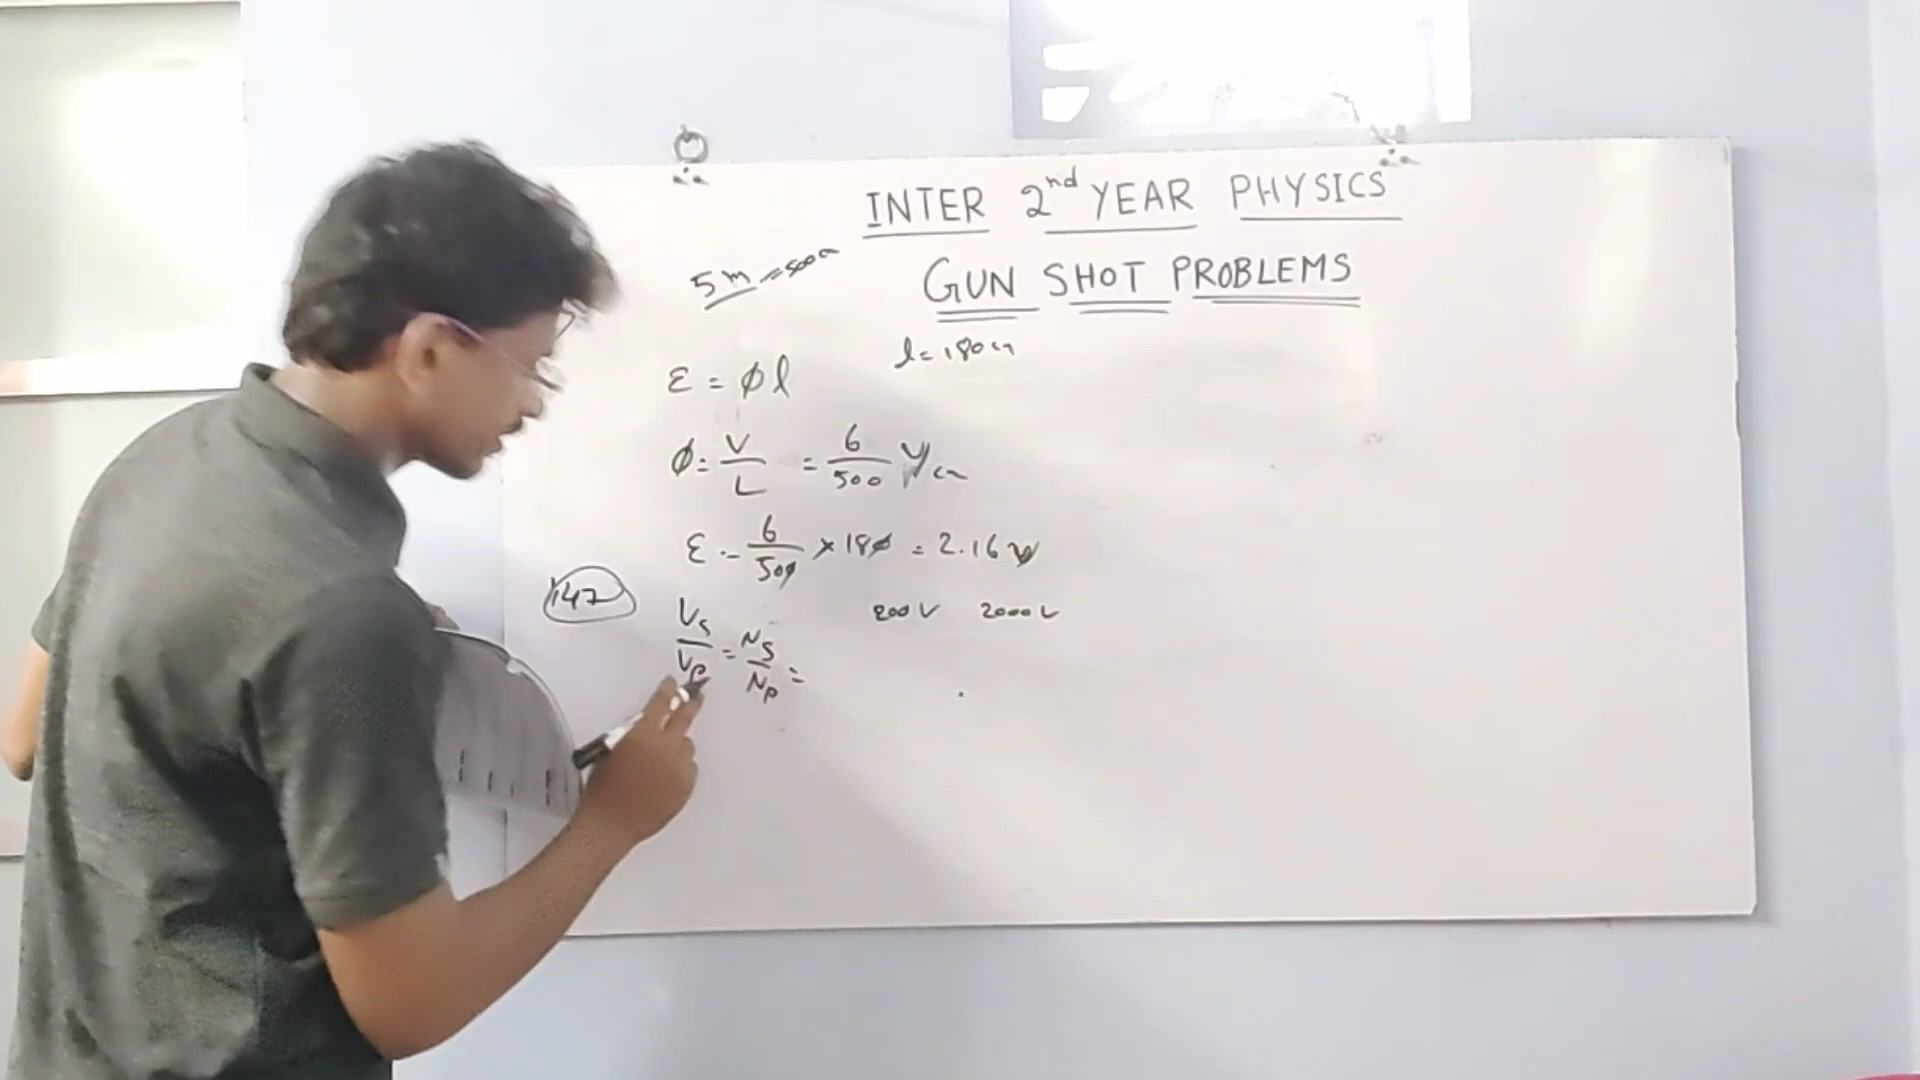 INTER 2nd YEAR PHYSICS
GUN SHOT PROBLEMS
5m = 500cm
l = 180cm
ε = ϕl
ϕ = V/L = 6/500 V/cm
ε = 6/500 × 180 = 2.16V
147
Vs/Vp = Ns/Np =
200V 2000V